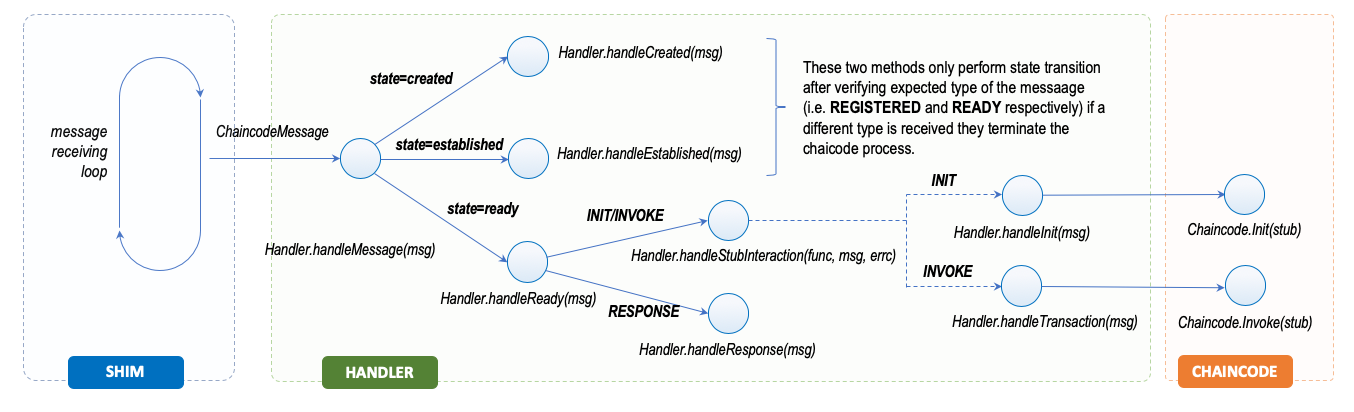 message
receiving
loop
ChaincodeMessage
SHIM
Handler.handleMessage(msg)
state=created
Handler.handleCreated(msg)
state=established
Handler.handleEstablished(msg)
These two methods only perform state transition
after verifying expected type of the messaage
(i.e. REGISTERED and READY respectively) if a
different type is received they terminate the
chaicode process.
state=ready
Handler.handleReady(msg)
INIT/INVOKE
Handler.handleStubInteraction(func, msg, errc)
RESPONSE
Handler.handleResponse(msg)
INIT
Handler.handleInit(msg)
INVOKE
Handler.handleTransaction(msg)
HANDLER
Chaincode.Init(stub)
Chaincode.Invoke(stub)
CHAINCODE